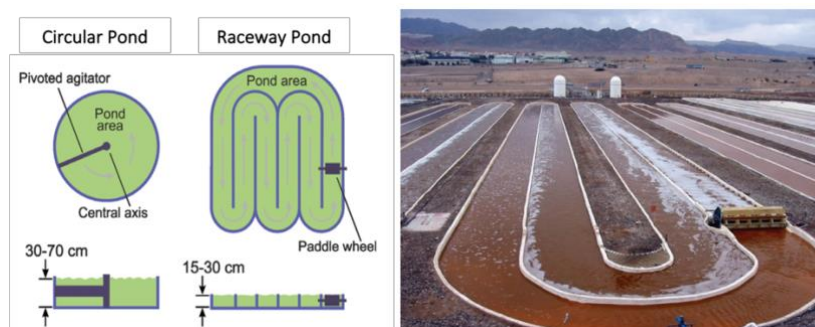 Circular Pond
Raceway Pond
Pivoted agitator
Pond
area
Central axis
Pond area
Paddle wheel
30-70 cm
15-30 cm